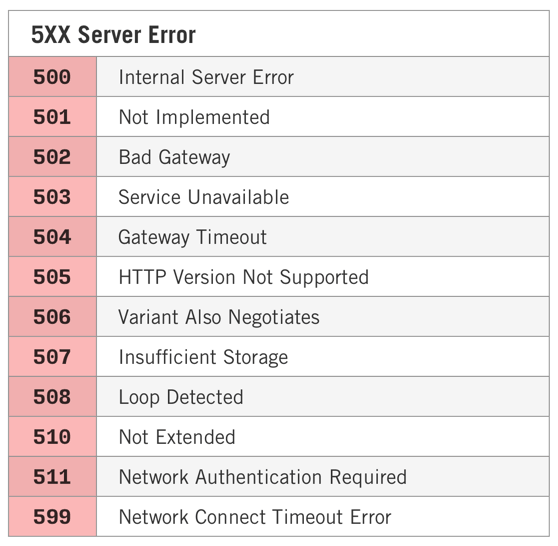 5XX Server Error
500 Internal Server Error
501 Not Implemented
502 Bad Gateway
503 Service Unavailable
504 Gateway Timeout
505 HTTP Version Not Supported
506 Variant Also Negotiates
507 Insufficient Storage
508 Loop Detected
510 Not Extended
511 Network Authentication Required
599 Network Connect Timeout Error